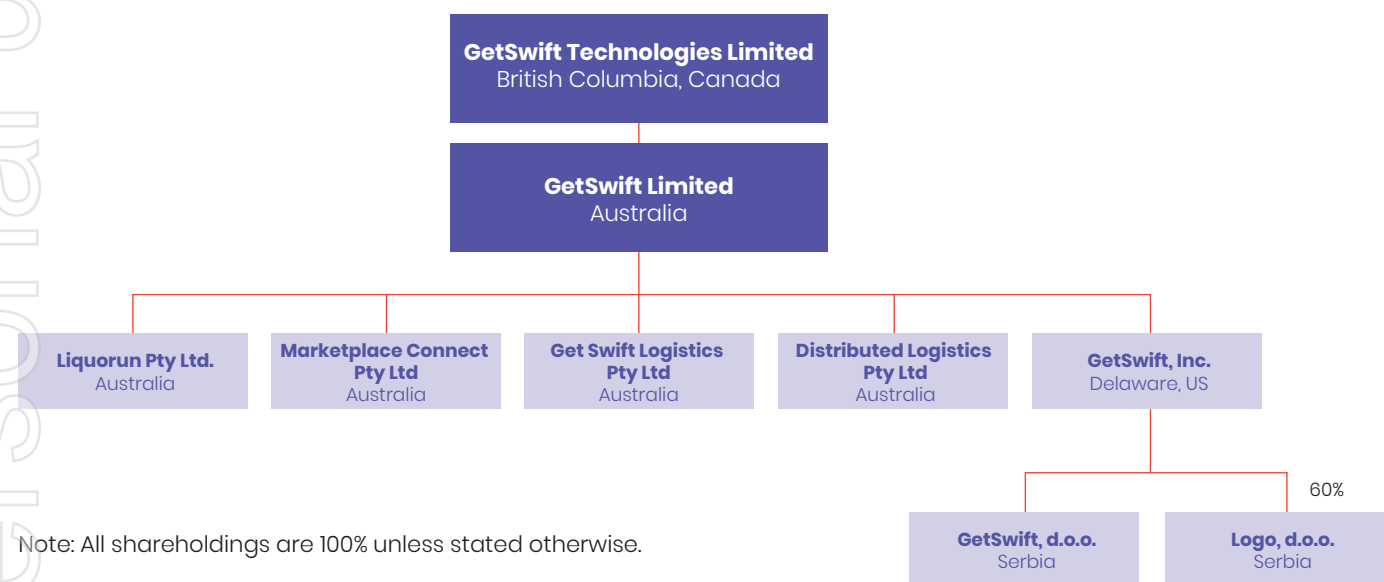 GetSwift Technologies Limited
British Columbia, Canada
GetSwift Limited
Australia
Liquorun Pty Ltd.
Australia
Marketplace Connect
Pty Ltd
Australia
Get Swift Logistics
Pty Ltd
Australia
Distributed Logistics
Pty Ltd
Australia
GetSwift, Inc.
Delaware, US
60%
GetSwift, d.o.o.
Serbia
Logo, d.o.o.
Serbia
Note: All shareholdings are 100% unless stated otherwise.